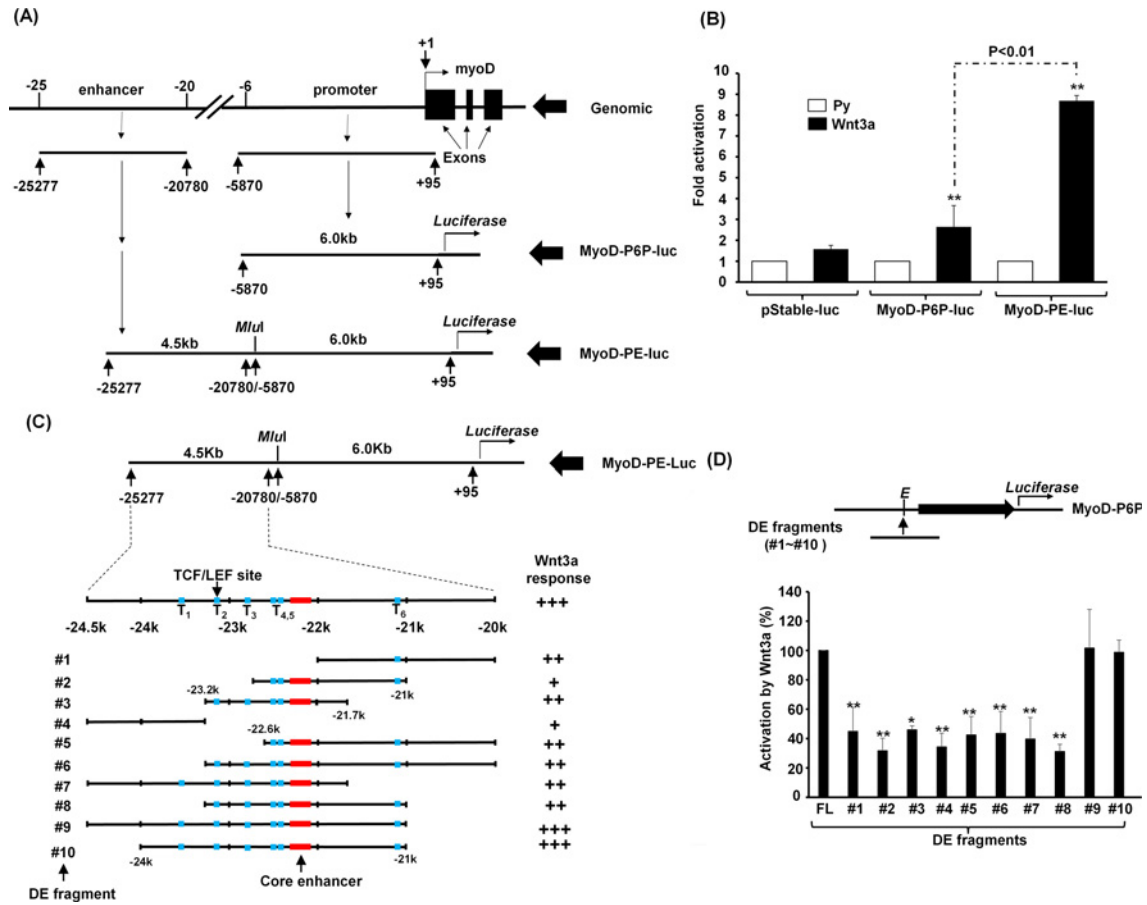 (A)
+1
-25 enhancer -20 -6 promoter myoD
Genomic
Exons
-25277 -20780 -5870 +95
6.0kb Luciferase
MyoD-P6P-luc
-5870 +95
MluI Luciferase
4.5kb 6.0kb
MyoD-PE-luc
-25277 -20780/-5870 +95
(B)
P<0.01
Fold activation
10
9
8
7
6
5
4
3
2
1
0
Py
Wnt3a
**
**
pStable-luc MyoD-P6P-luc MyoD-PE-luc
(C)
MluI Luciferase
4.5Kb 6.0Kb
MyoD-PE-Luc
-25277 -20780/-5870 +95
TCF/LEF site
Wnt3a
response
T1 T2 T3 T4,5 T6
+++
-24.5k -24k -23k -22k -21k -20k
#1 ++
#2 -21k +
#3 -23.2k -21.7k ++
#4 +
#5 -22.6k ++
#6 ++
#7 ++
#8 ++
#9 +++
#10 -24k -21k +++
DE fragment
Core enhancer
(D)
E Luciferase
MyoD-P6P
DE fragments
(#1~#10 )
Activation by Wnt3a (%)
140
120
100
80
60
40
20
0
** ** * ** ** ** ** **
FL #1 #2 #3 #4 #5 #6 #7 #8 #9 #10
DE fragments